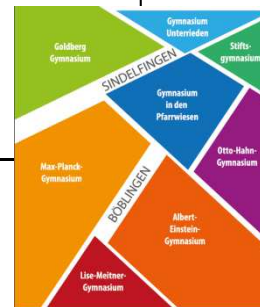 Gymnasium
Unterrieden
Goldberg
Gymnasium
Stifts-
gymnasium
SINDELFINGEN
Gymnasium
in den
Pfarrwiesen
Otto-Hahn-
Gymnasium
Max-Planck-
Gymnasium
BÖBLINGEN
Albert-
Einstein-
Gymnasium
Lise-Meitner-
Gymnasium